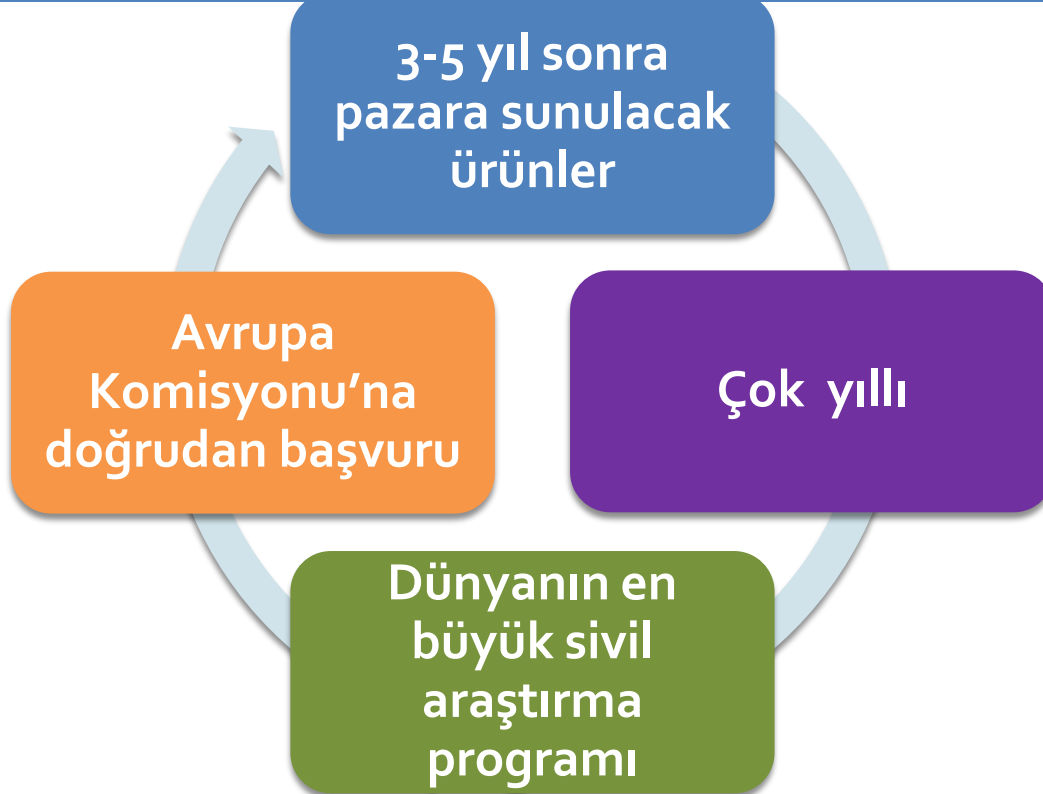 3-5 yıl sonra
pazara sunulacak
ürünler
Çok yıllı
Dünyanın en
büyük sivil
araştırma
programı
Avrupa
Komisyonu’na
doğrudan başvuru